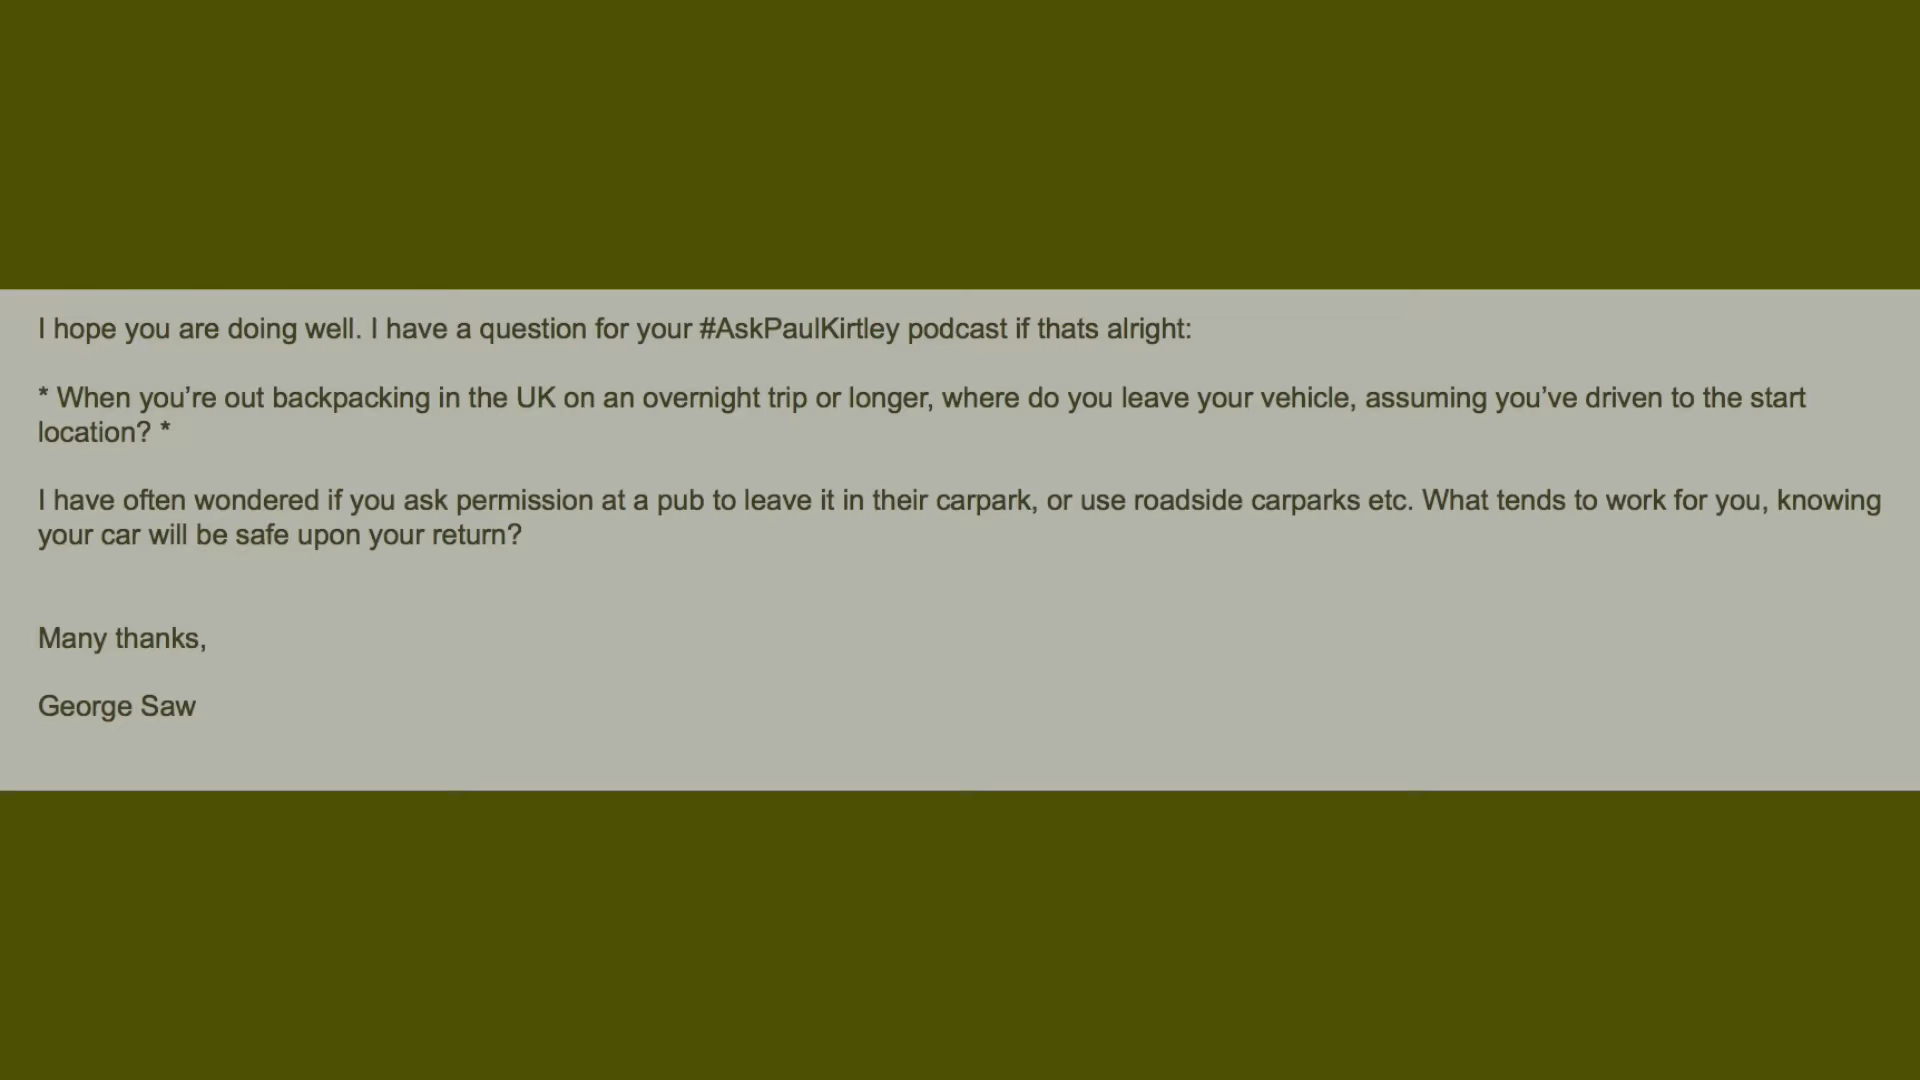 I hope you are doing well. I have a question for your #AskPaulKirtley podcast if thats alright:
* When you’re out backpacking in the UK on an overnight trip or longer, where do you leave your vehicle, assuming you’ve driven to the start
location? *
I have often wondered if you ask permission at a pub to leave it in their carpark, or use roadside carparks etc. What tends to work for you, knowing
your car will be safe upon your return?
Many thanks,
George Saw